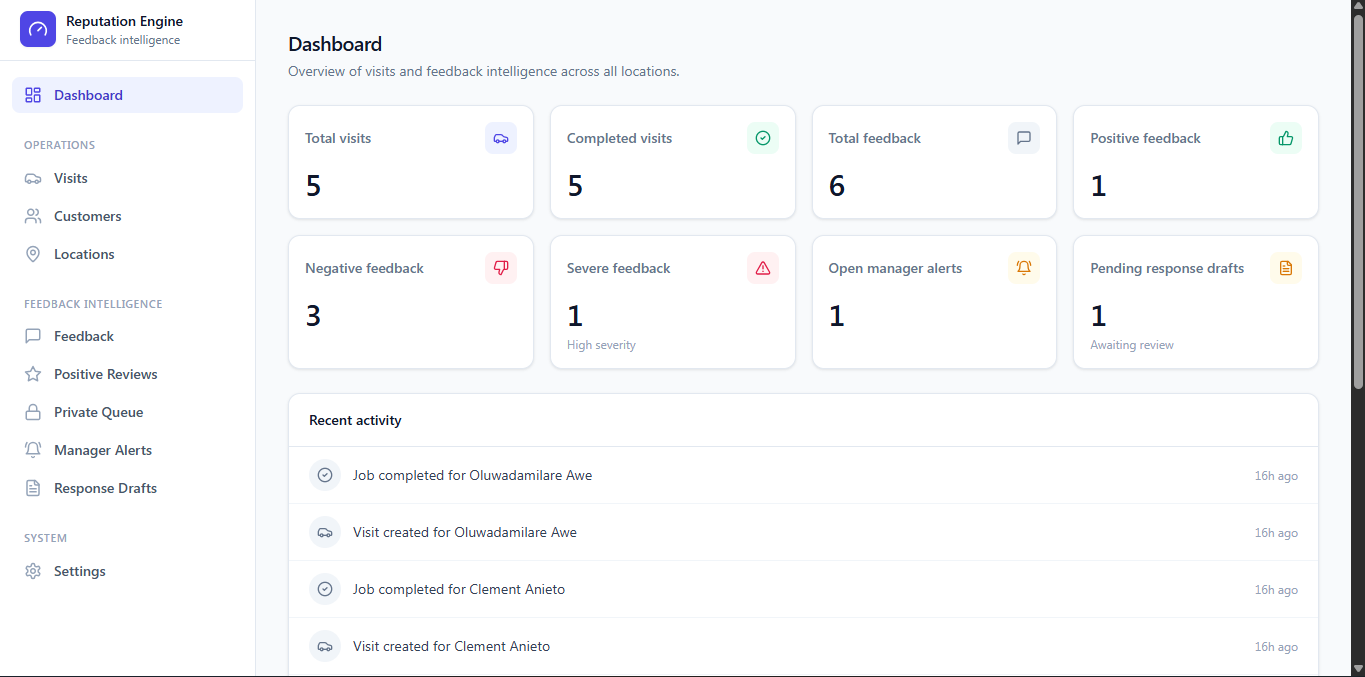 Reputation Engine
Feedback intelligence
Dashboard
OPERATIONS
Visits
Customers
Locations
FEEDBACK INTELLIGENCE
Feedback
Positive Reviews
Private Queue
Manager Alerts
Response Drafts
SYSTEM
Settings
Dashboard
Overview of visits and feedback intelligence across all locations.
Total visits
5
Completed visits
5
Total feedback
6
Positive feedback
1
Negative feedback
3
Severe feedback
1
High severity
Open manager alerts
1
Pending response drafts
1
Awaiting review
Recent activity
Job completed for Oluwadamilare Awe 16h ago
Visit created for Oluwadamilare Awe 16h ago
Job completed for Clement Anieto 16h ago
Visit created for Clement Anieto 16h ago